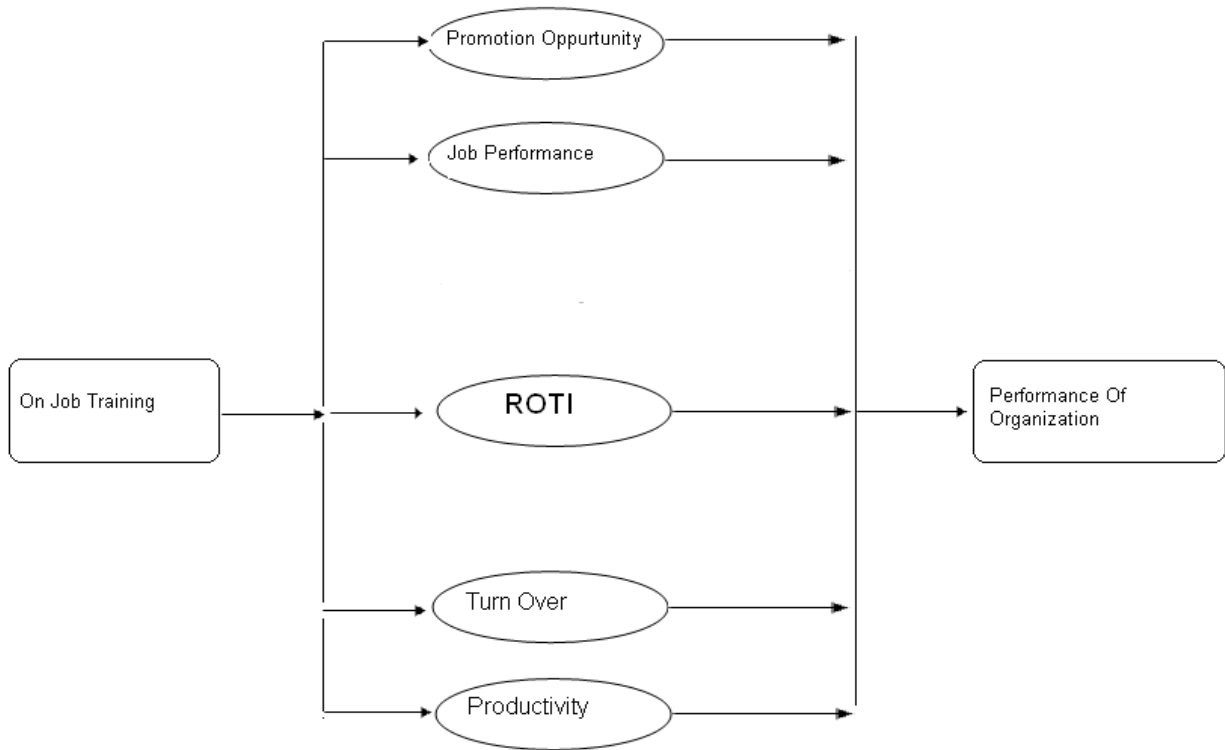 Promotion Oppurtunity
Job Performance
On Job Training
ROTI
Performance Of
Organization
Turn Over
Productivity